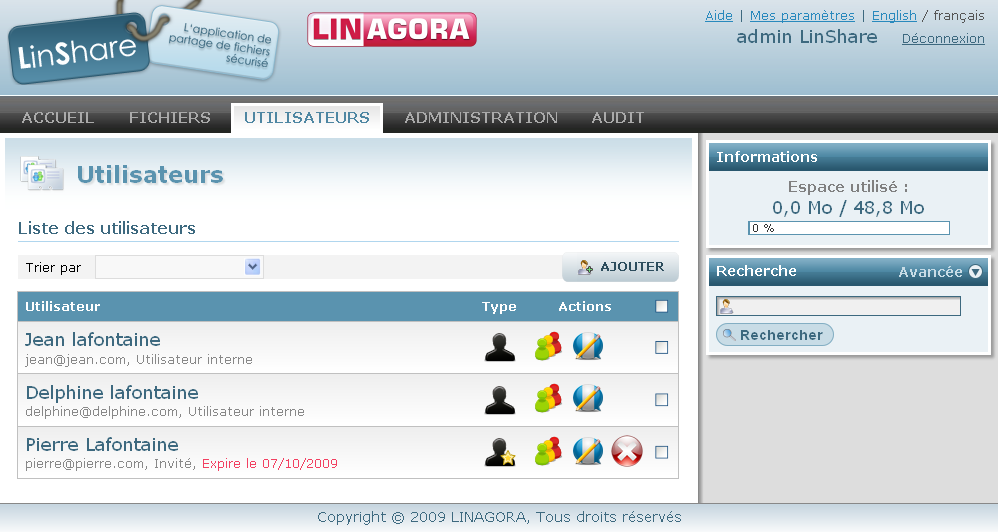 LinShare
L'application de
partage de fichiers
sécurisé
LINAGORA
Aide | Mes paramètres | English / français
admin LinShare Déconnexion
ACCUEIL FICHIERS UTILISATEURS ADMINISTRATION AUDIT
Utilisateurs
Liste des utilisateurs
Trier par AJOUTER
Utilisateur Type Actions
Jean lafontaine
jean@jean.com, Utilisateur interne
Delphine lafontaine
delphine@delphine.com, Utilisateur interne
Pierre Lafontaine
pierre@pierre.com, Invité, Expire le 07/10/2009
Informations
Espace utilisé :
0,0 Mo / 48,8 Mo
0 %
Recherche Avancée
Rechercher
Copyright © 2009 LINAGORA, Tous droits réservés